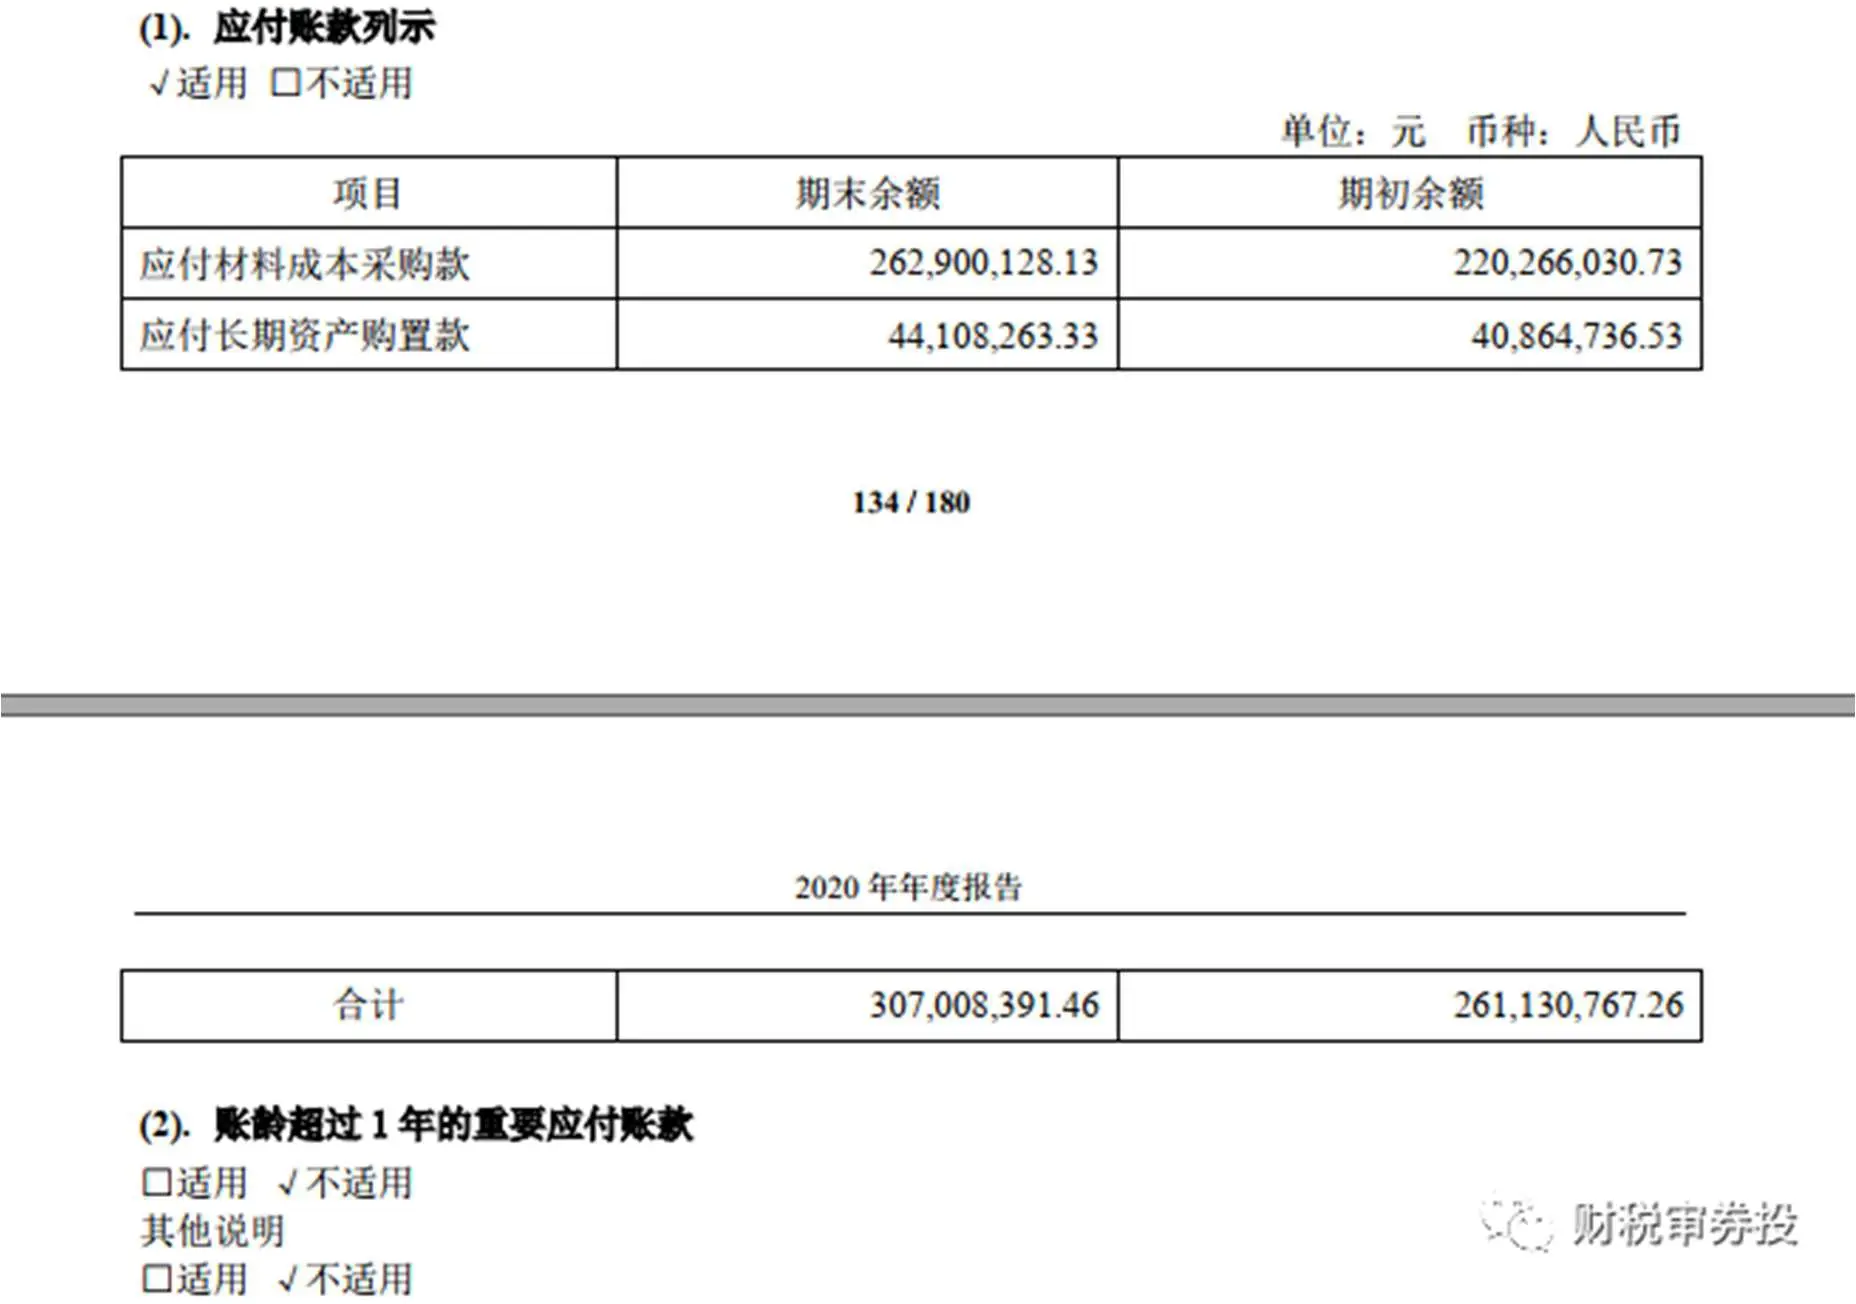 (1). 应付账款列示
√适用 □不适用
单位：元 币种：人民币
项目 期末余额 期初余额
应付材料成本采购款 262,900,128.13 220,266,030.73
应付长期资产购置款 44,108,263.33 40,864,736.53
134 / 180
2020 年年度报告
合计 307,008,391.46 261,130,767.26
(2). 账龄超过 1 年的重要应付账款
□适用 √不适用
其他说明
□适用 √不适用
财税审券投